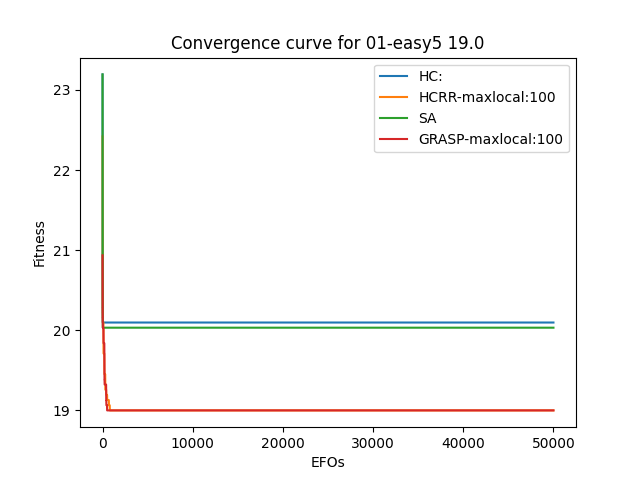 Convergence curve for 01-easy5 19.0
HC:
HCRR-maxlocal:100
SA
GRASP-maxlocal:100
Fitness
23
22
21
20
19
0 10000 20000 30000 40000 50000
EFOs